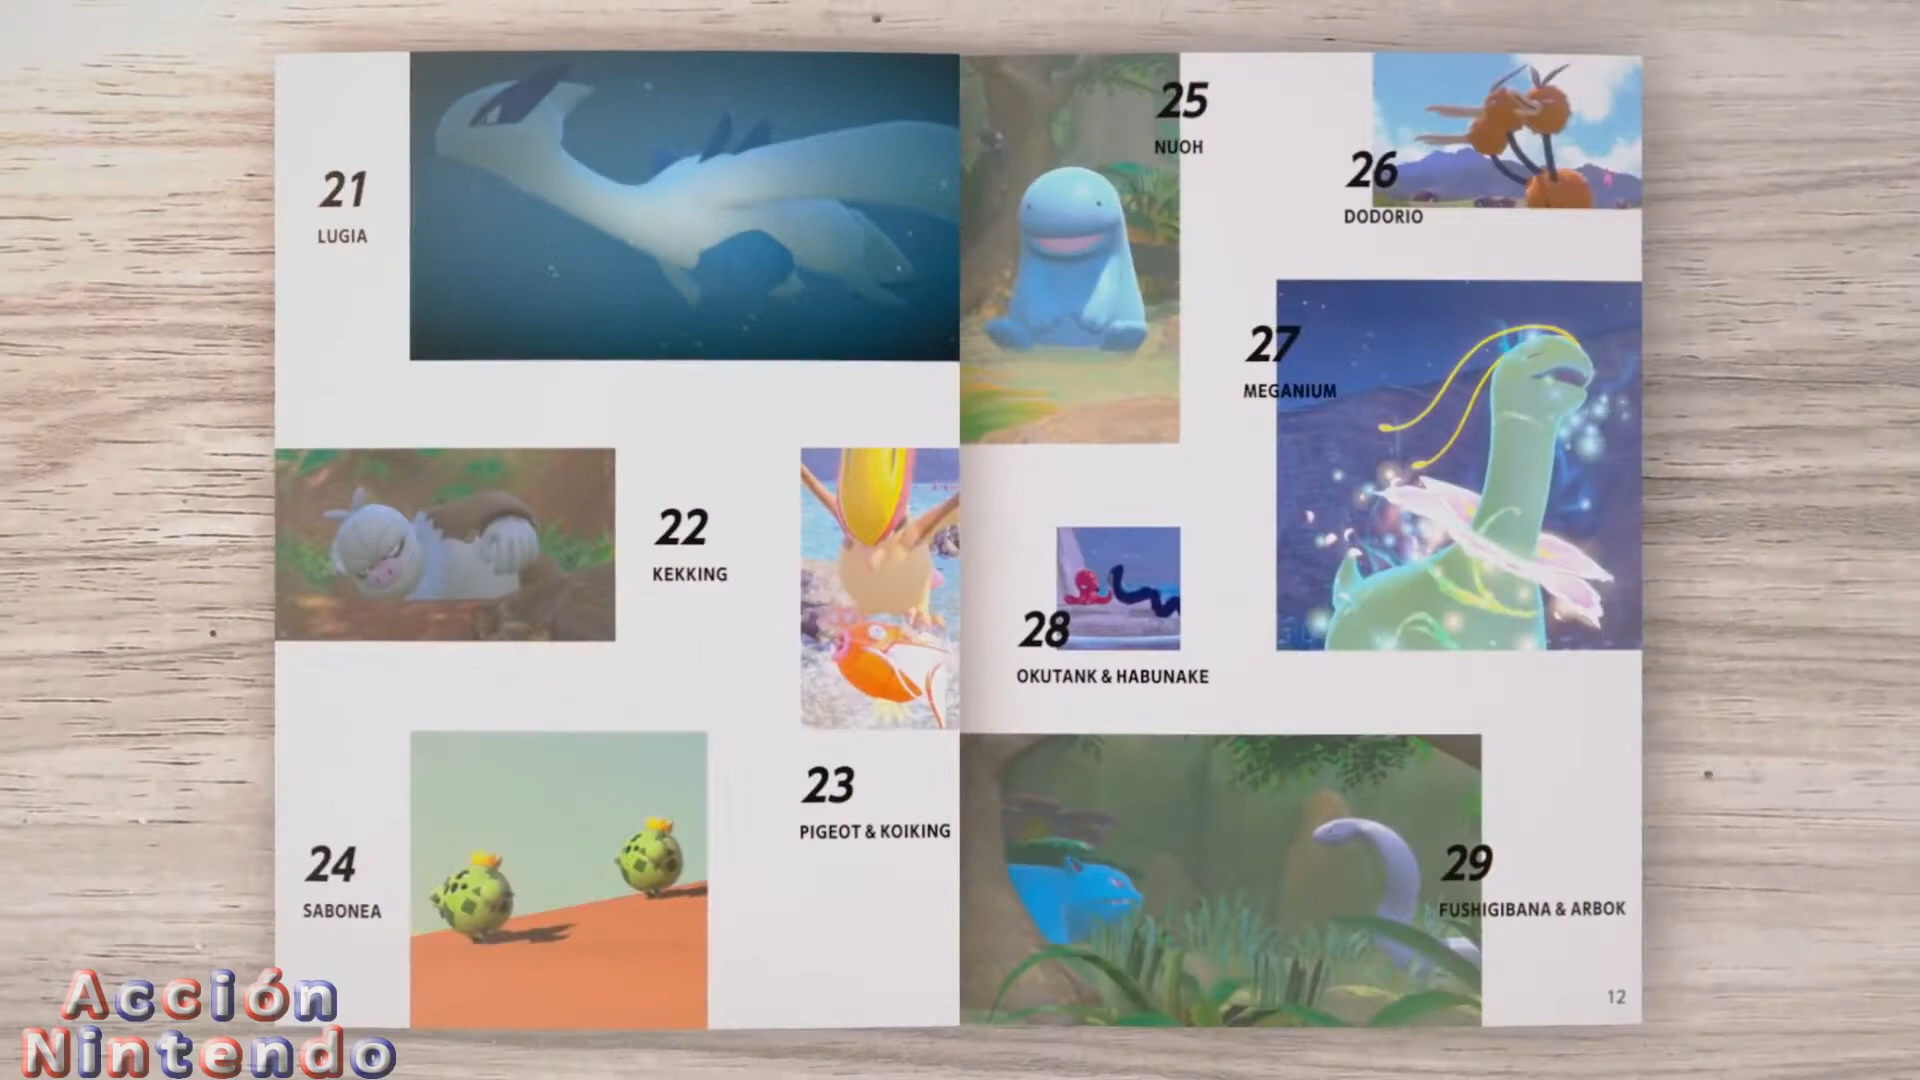 21
LUGIA
22
KEKKING
23
PIGEOT & KOIKING
24
SABONEA
25
NUOH
26
DODORIO
27
MEGANIUM
28
OKUTANK & HABUNAKE
29
FUSHIGIBANA & ARBOK
12
Acción
Nintendo